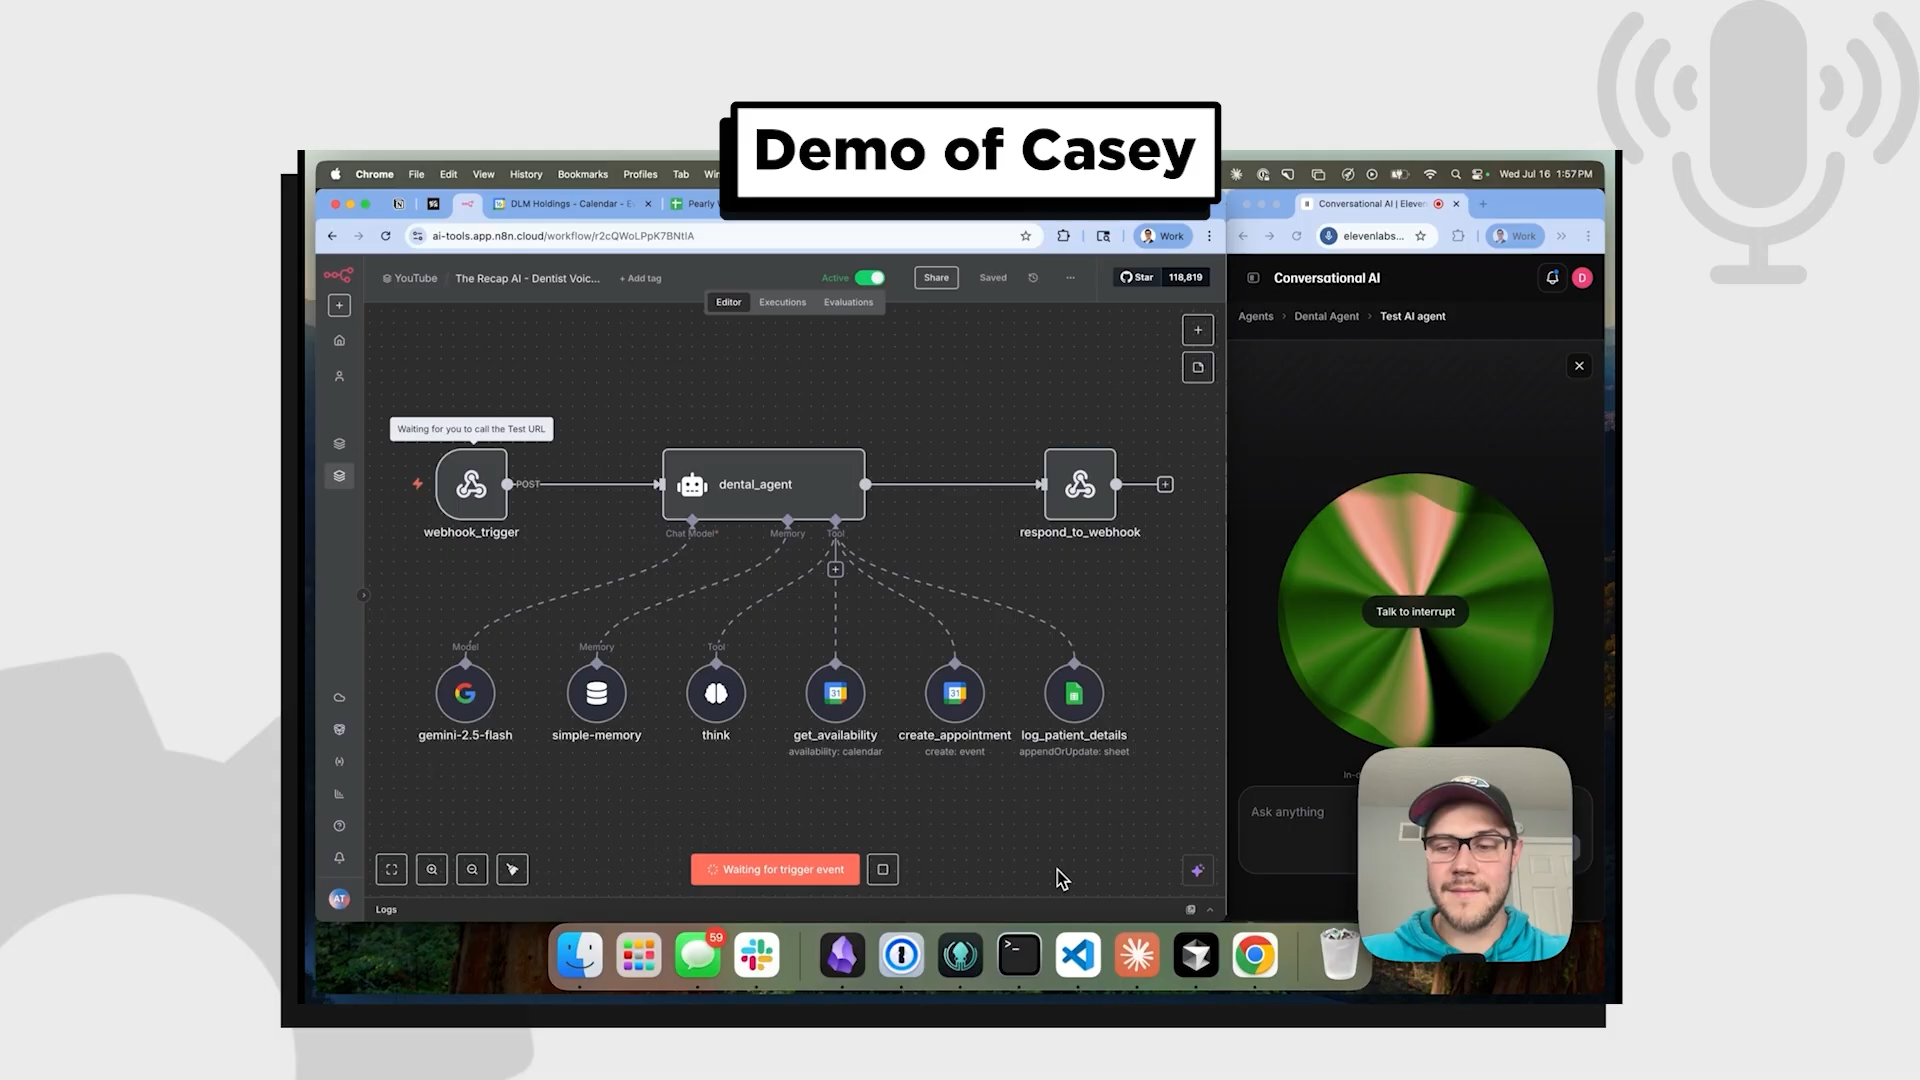 Demo of Casey
Chrome File Edit View History Bookmarks Profiles Tab
Wed Jul 16 1:57 PM
DLM Holdings - Calendar - E
Pearly
Conversational AI | Eleven
ai-tools.app.n8n.cloud/workflow/r2cQWoLPpK7BNtlA
Work
elevenlabs...
Work
YouTube
The Recap AI - Dentist Voic...
+ Add tag
Active
Share
Saved
Star 118,819
Conversational AI
D
Editor
Executions
Evaluations
Agents > Dental Agent > Test AI agent
Waiting for you to call the Test URL
POST
dental_agent
webhook_trigger
Chat Model*
Memory
Tool
respond_to_webhook
Talk to interrupt
Model
Memory
Tool
31
31
gemini-2.5-flash
simple-memory
think
get_availability
create_appointment
log_patient_details
availability: calendar
create: event
appendOrUpdate: sheet
Ask anything
Waiting for trigger event
AT
Logs
59